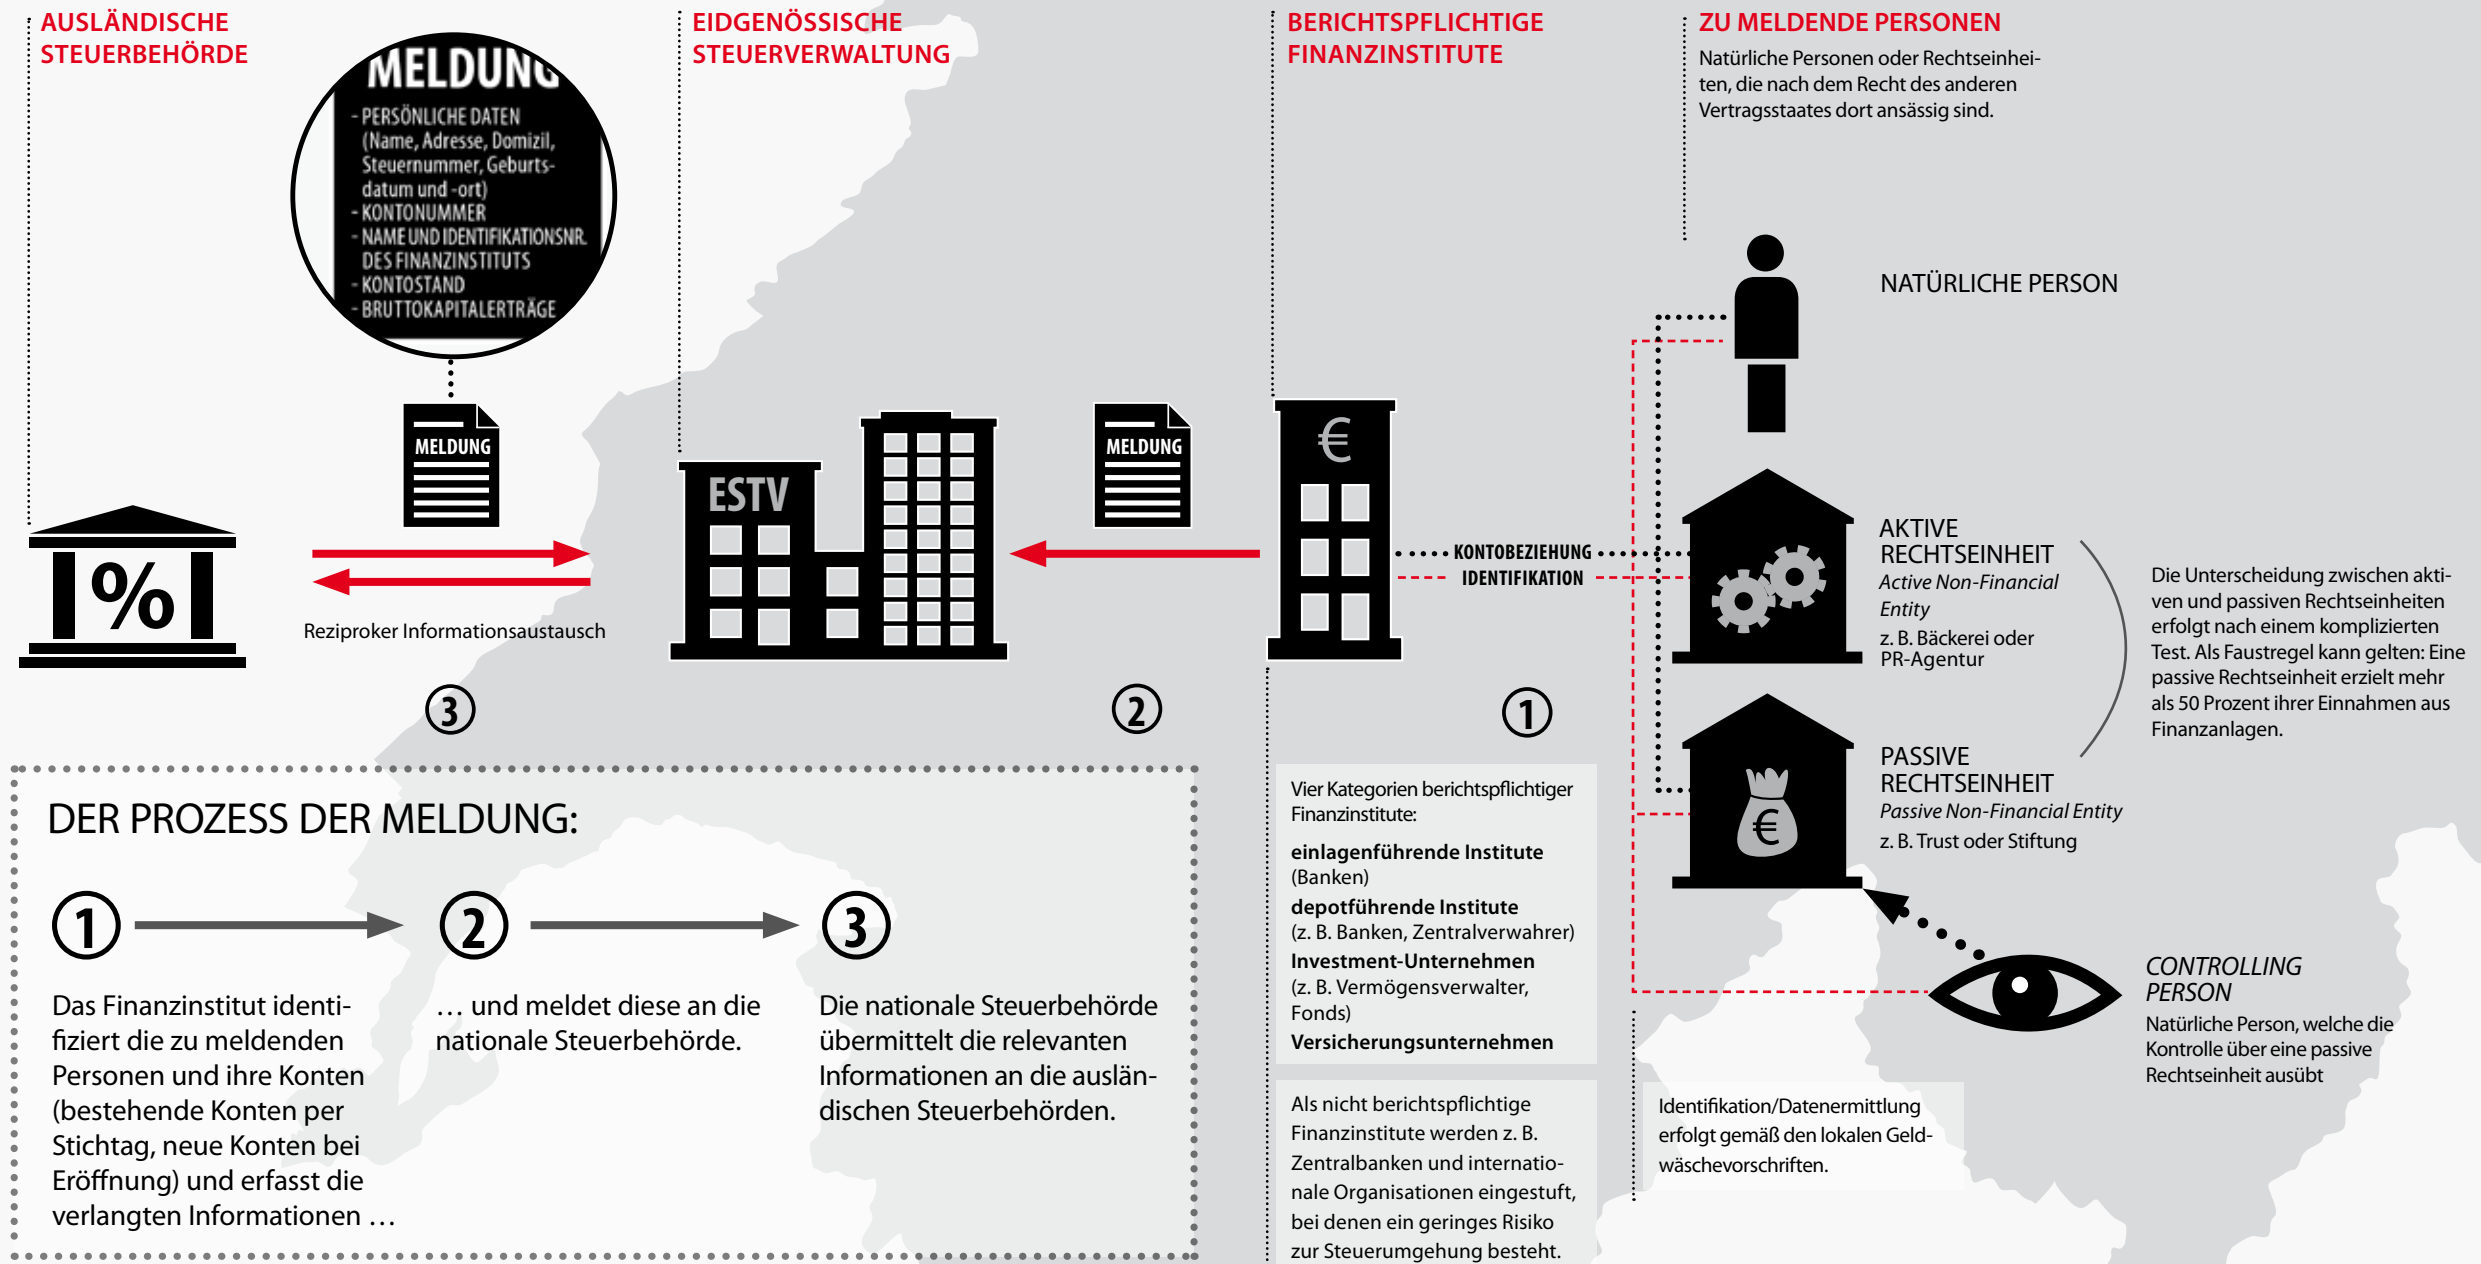 AUSLÄNDISCHE
STEUERBEHÖRDE
MELDUNG
- PERSÖNLICHE DATEN
(Name, Adresse, Domizil,
Steuernummer, Geburts-
datum und -ort)
- KONTONUMMER
- NAME UND IDENTIFIKATIONSNR.
DES FINANZINSTITUTS
- KONTOSTAND
- BRUTTOKAPITALERTRÄGE
MELDUNG
%
Reziproker Informationsaustausch
3
EIDGENÖSSISCHE
STEUERVERWALTUNG
ESTV
MELDUNG
2
BERICHTSPFLICHTIGE
FINANZINSTITUTE
€
KONTOBEZIEHUNG
IDENTIFIKATION
1
ZU MELDENDE PERSONEN
Natürliche Personen oder Rechtseinhei-
ten, die nach dem Recht des anderen
Vertragsstaates dort ansässig sind.
NATÜRLICHE PERSON
AKTIVE
RECHTSEINHEIT
Active Non-Financial
Entity
z. B. Bäckerei oder
PR-Agentur
Die Unterscheidung zwischen akti-
ven und passiven Rechtseinheiten
erfolgt nach einem komplizierten
Test. Als Faustregel kann gelten: Eine
passive Rechtseinheit erzielt mehr
als 50 Prozent ihrer Einnahmen aus
Finanzanlagen.
€
PASSIVE
RECHTSEINHEIT
Passive Non-Financial Entity
z. B. Trust oder Stiftung
CONTROLLING
PERSON
Natürliche Person, welche die
Kontrolle über eine passive
Rechtseinheit ausübt
DER PROZESS DER MELDUNG:
1
Das Finanzinstitut identi-
fiziert die zu meldenden
Personen und ihre Konten
(bestehende Konten per
Stichtag, neue Konten bei
Eröffnung) und erfasst die
verlangten Informationen …
2
… und meldet diese an die
nationale Steuerbehörde.
3
Die nationale Steuerbehörde
übermittelt die relevanten
Informationen an die auslän-
dischen Steuerbehörden.
Vier Kategorien berichtspflichtiger
Finanzinstitute:
einlagenführende Institute
(Banken)
depotführende Institute
(z. B. Banken, Zentralverwahrer)
Investment-Unternehmen
(z. B. Vermögensverwalter,
Fonds)
Versicherungsunternehmen
Als nicht berichtspflichtige
Finanzinstitute werden z. B.
Zentralbanken und internatio-
nale Organisationen eingestuft,
bei denen ein geringes Risiko
zur Steuerumgehung besteht.
Identifikation/Datenermittlung
erfolgt gemäß den lokalen Geld-
wäschevorschriften.